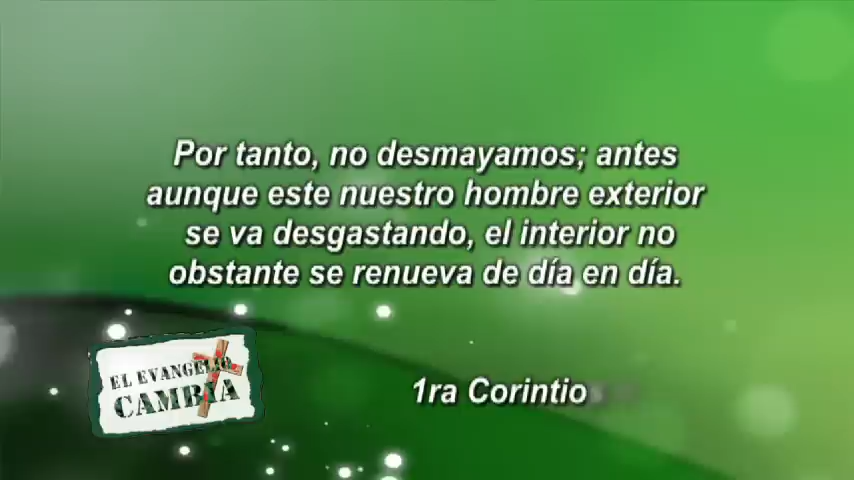 Por tanto, no desmayamos; antes
aunque este nuestro hombre exterior
se va desgastando, el interior no
obstante se renueva de día en día.
EL EVANGELIO
CAMBIA
1ra Corintios